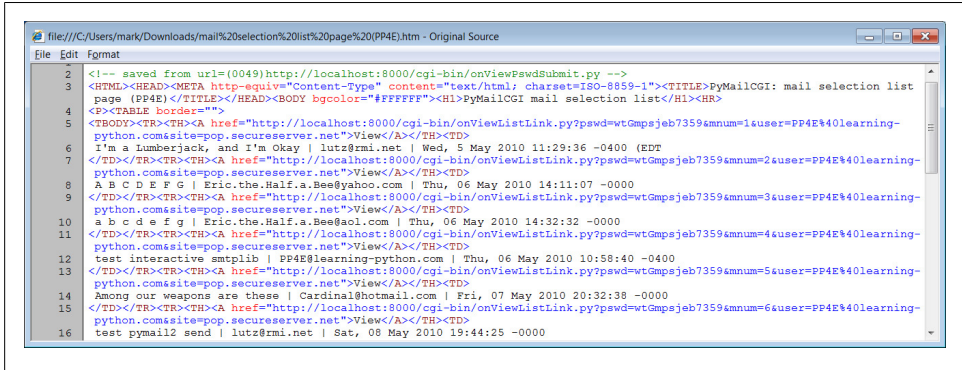 file:///C:/Users/mark/Downloads/mail%20selection%20list%20page%20(PP4E).htm - Original Source
File Edit Format
2 <!-- saved from url=(0049)http://localhost:8000/cgi-bin/onViewPswdSubmit.py -->
3 <HTML><HEAD><META http-equiv="Content-Type" content="text/html; charset=ISO-8859-1"><TITLE>PyMailCGI: mail selection list
page (PP4E)</TITLE></HEAD><BODY bgcolor="#FFFFFF"><H1>PyMailCGI mail selection list</H1><HR>
4 <P><TABLE border="">
5 <TBODY><TR><TH><A href="http://localhost:8000/cgi-bin/onViewListLink.py?pswd=wtGmpsjeb7359&mnum=1&user=PP4E%40learning-
python.com&site=pop.secureserver.net">View</A></TH><TD>
6 I'm a Lumberjack, and I'm Okay | lutz@rmi.net | Wed, 5 May 2010 11:29:36 -0400 (EDT
7 </TD></TR><TR><TH><A href="http://localhost:8000/cgi-bin/onViewListLink.py?pswd=wtGmpsjeb7359&mnum=2&user=PP4E%40learning-
python.com&site=pop.secureserver.net">View</A></TH><TD>
8 A B C D E F G | Eric.the.Half.a.Bee@yahoo.com | Thu, 06 May 2010 14:11:07 -0000
9 </TD></TR><TR><TH><A href="http://localhost:8000/cgi-bin/onViewListLink.py?pswd=wtGmpsjeb7359&mnum=3&user=PP4E%40learning-
python.com&site=pop.secureserver.net">View</A></TH><TD>
10 a b c d e f g | Eric.the.Half.a.Bee@aol.com | Thu, 06 May 2010 14:32:32 -0000
11 </TD></TR><TR><TH><A href="http://localhost:8000/cgi-bin/onViewListLink.py?pswd=wtGmpsjeb7359&mnum=4&user=PP4E%40learning-
python.com&site=pop.secureserver.net">View</A></TH><TD>
12 test interactive smtplib | PP4E@learning-python.com | Thu, 06 May 2010 10:58:40 -0400
13 </TD></TR><TR><TH><A href="http://localhost:8000/cgi-bin/onViewListLink.py?pswd=wtGmpsjeb7359&mnum=5&user=PP4E%40learning-
python.com&site=pop.secureserver.net">View</A></TH><TD>
14 Among our weapons are these | Cardinal@hotmail.com | Fri, 07 May 2010 20:32:38 -0000
15 </TD></TR><TR><TH><A href="http://localhost:8000/cgi-bin/onViewListLink.py?pswd=wtGmpsjeb7359&mnum=6&user=PP4E%40learning-
python.com&site=pop.secureserver.net">View</A></TH><TD>
16 test pymail2 send | lutz@rmi.net | Sat, 08 May 2010 19:44:25 -0000